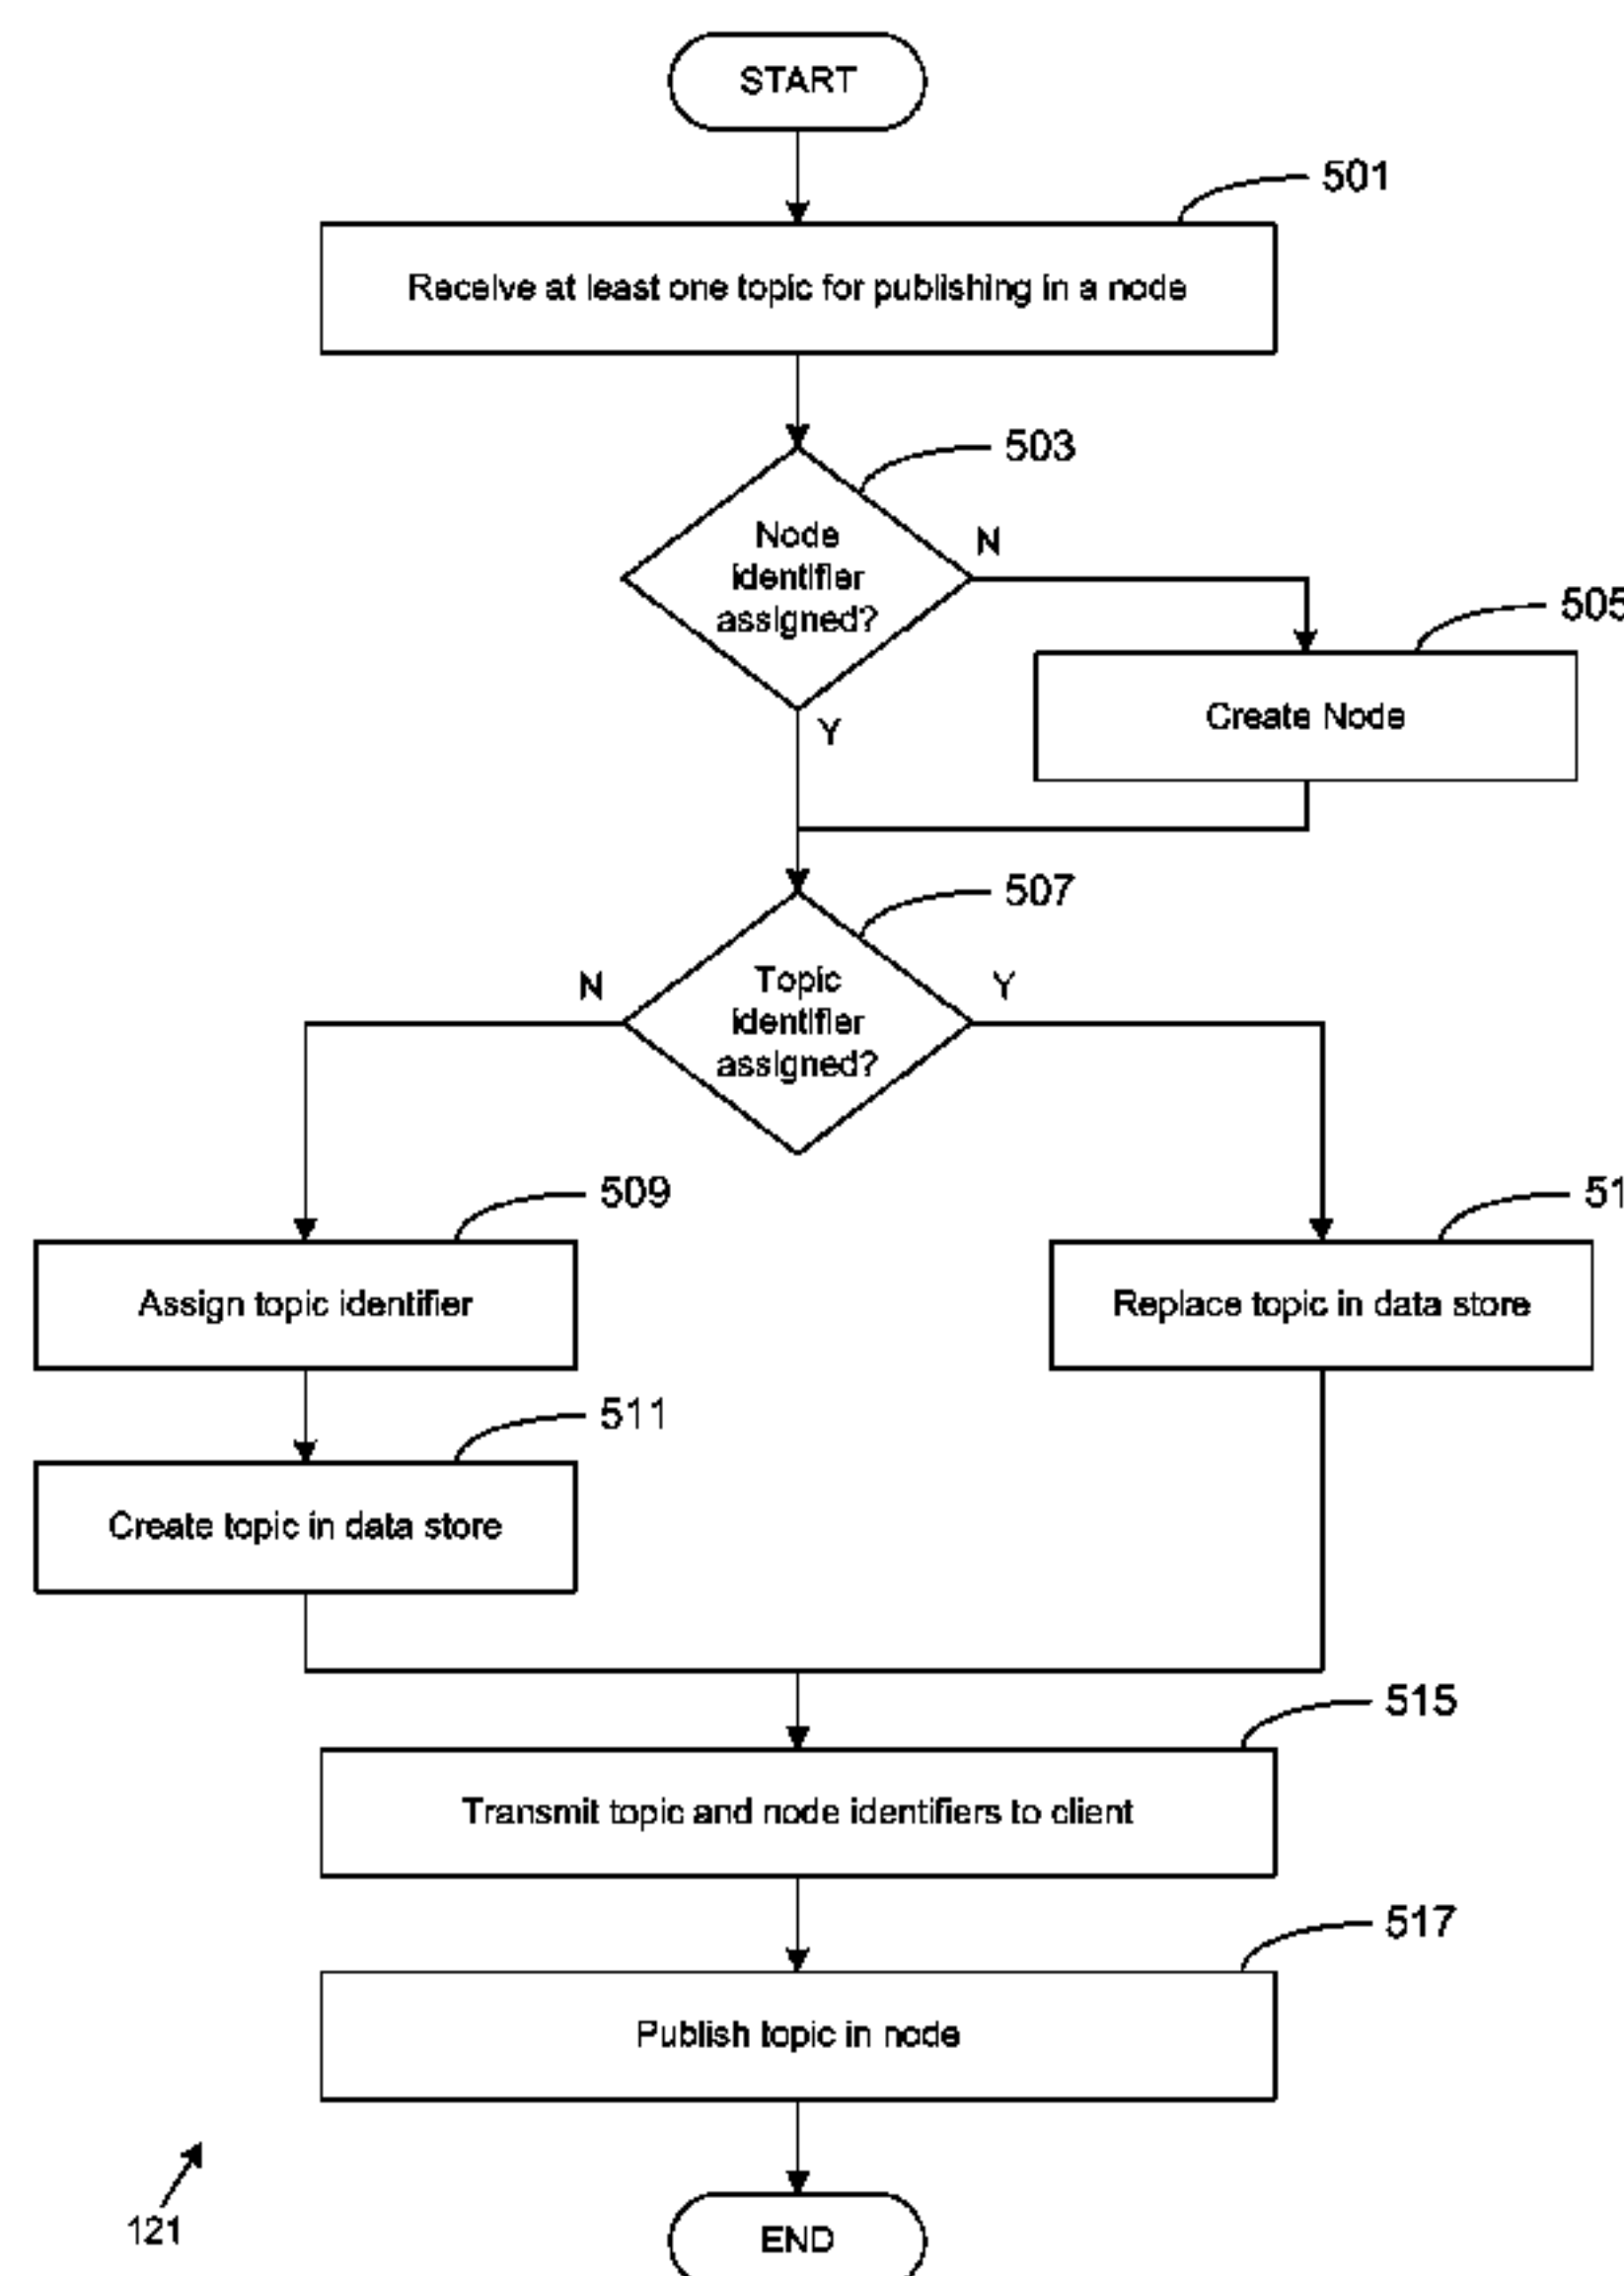 START
501
Receive at least one topic for publishing in a node
503
Node
identifier
assigned?
N
505
Create Node
Y
507
Topic
identifier
assigned?
N
Y
509
51
Assign topic identifier
Replace topic in data store
511
Create topic in data store
515
Transmit topic and node identifiers to client
517
Publish topic in node
121
END